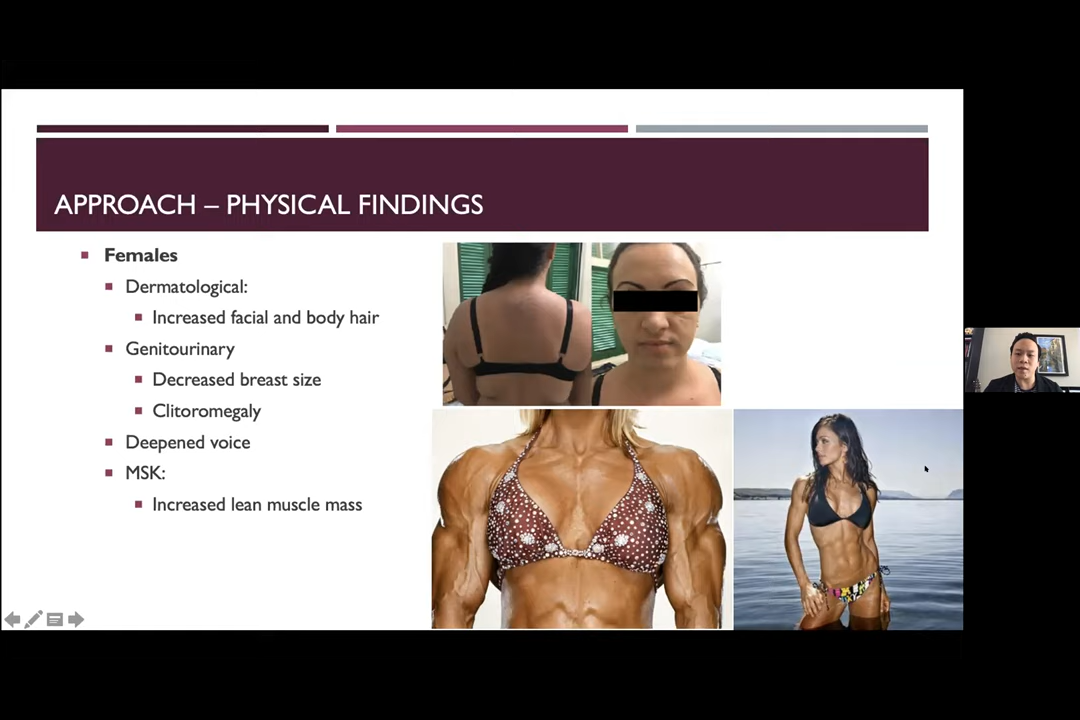 APPROACH – PHYSICAL FINDINGS
Females
Dermatological:
Increased facial and body hair
Genitourinary
Decreased breast size
Clitoromegaly
Deepened voice
MSK:
Increased lean muscle mass